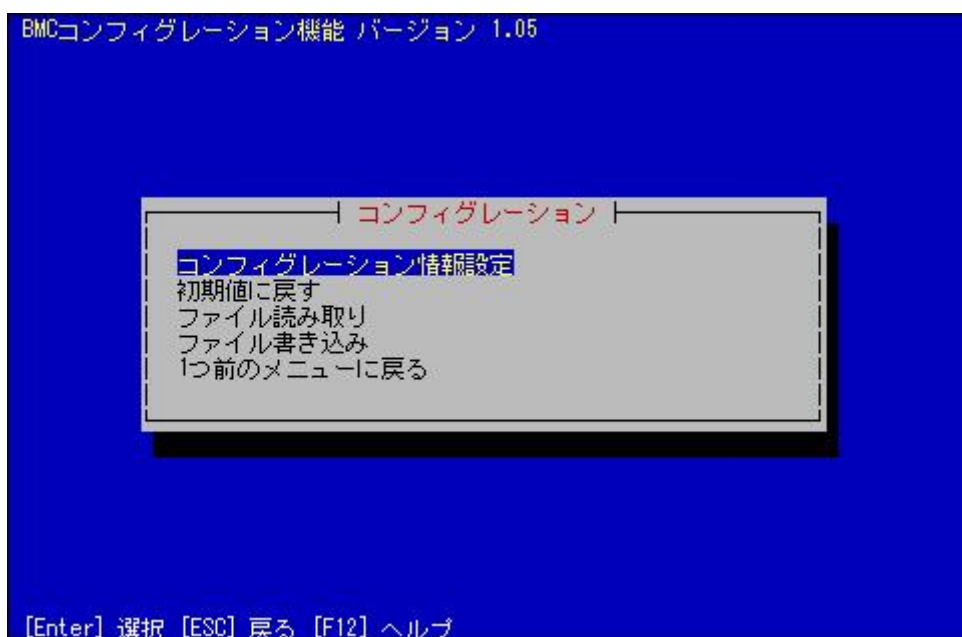 BMCコンフィグレーション機能 バージョン 1.05
コンフィグレーション
コンフィグレーション情報設定
初期値に戻す
ファイル読み取り
ファイル書き込み
1つ前のメニューに戻る
[Enter] 選択 [ESC] 戻る [F12] ヘルプ